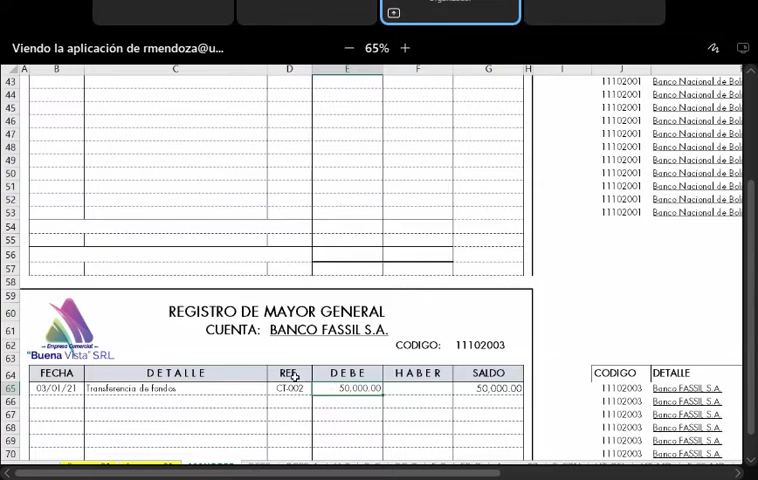 Viendo la aplicación de rmendoza@u...
65%
A B C D E F G H I J
43 11102001 Banco Nacional de Boli
44 11102001 Banco Nacional de Boli
45 11102001 Banco Nacional de Boli
46 11102001 Banco Nacional de Boli
47 11102001 Banco Nacional de Boli
48 11102001 Banco Nacional de Boli
49 11102001 Banco Nacional de Boli
50 11102001 Banco Nacional de Boli
51 11102001 Banco Nacional de Boli
52 11102001 Banco Nacional de Boli
53 11102001 Banco Nacional de Boli
54
55
56
57
58
59
60 REGISTRO DE MAYOR GENERAL
61 CUENTA: BANCO FASSIL S.A.
62 CODIGO: 11102003
Empresa Comercial
"Buena Vista" S.R.L.
63
64 FECHA DETALLE REF. DEBE HABER SALDO CODIGO DETALLE
65 03/01/21 Transferencia de fondos CT-002 50,000.00 50,000.00 11102003 Banco FASSIL S.A.
66 11102003 Banco FASSIL S.A.
67 11102003 Banco FASSIL S.A.
68 11102003 Banco FASSIL S.A.
69 11102003 Banco FASSIL S.A.
70 11102003 Banco FASSIL S.A.